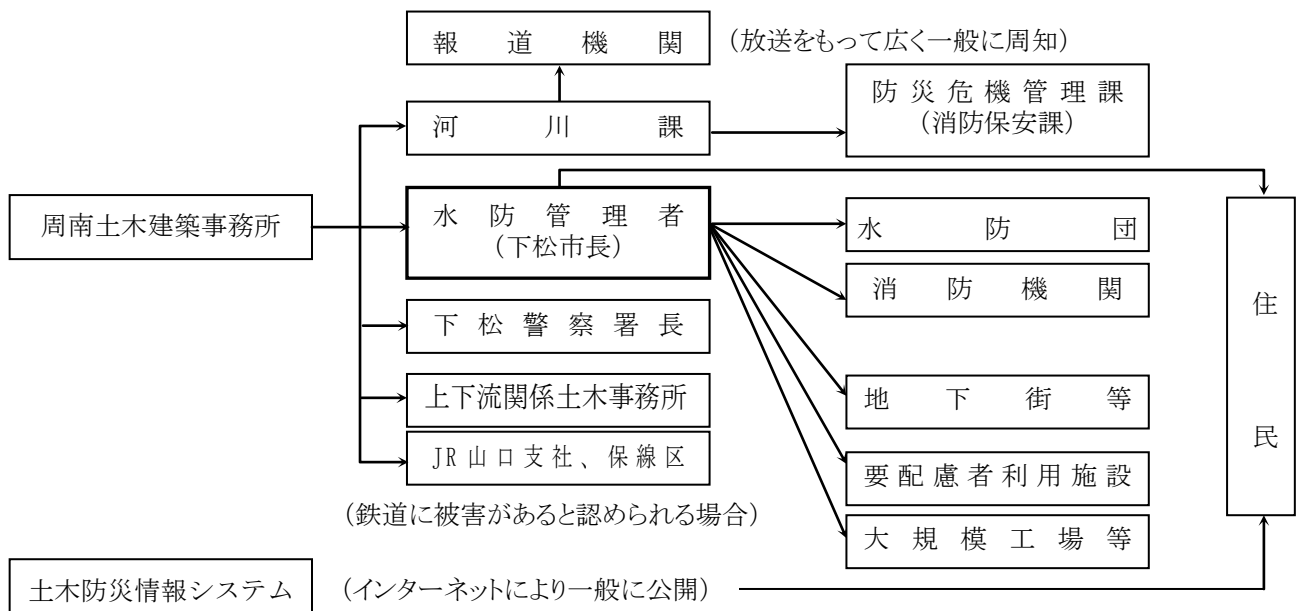 報道機関
(放送をもって広く一般に周知)
河川課
防災危機管理課
(消防保安課)
周南土木建築事務所
水防管理者
(下松市長)
水防団
消防機関
住民
下松警察署長
上下流関係土木事務所
地下街等
JR山口支社、保線区
要配慮者利用施設
(鉄道に被害があると認められる場合)
大規模工場等
土木防災情報システム
(インターネットにより一般に公開)